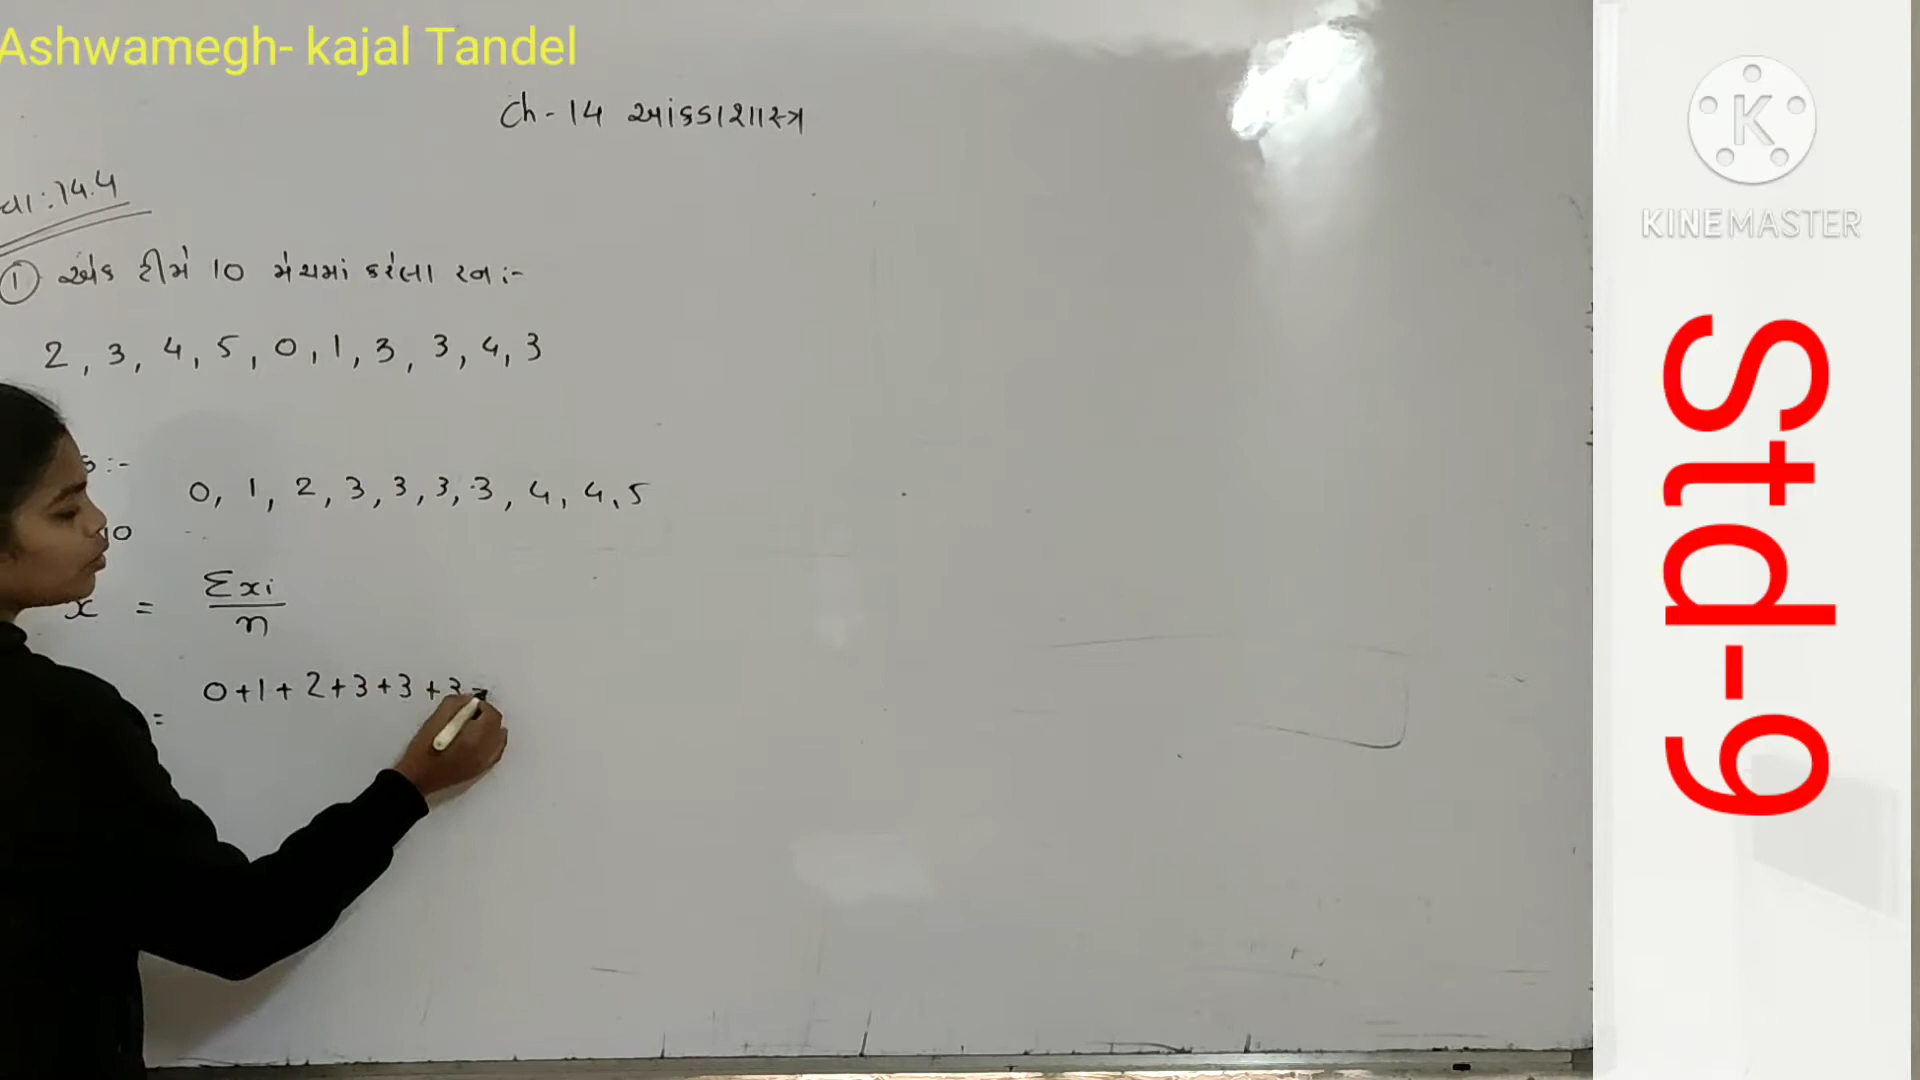 Ashwamegh- kajal Tandel
Ch - 14 આંકડાશાસ્ત્ર
14.4
① એક ટીમે 10 મેચમાં કરેલા રન :-
2, 3, 4, 5, 0, 1, 3, 3, 4, 3
:-
0, 1, 2, 3, 3, 3, 3, 4, 4, 5
10
x = Σxi / n
= 0+1+2+3+3+3
KINEMASTER
Std-9